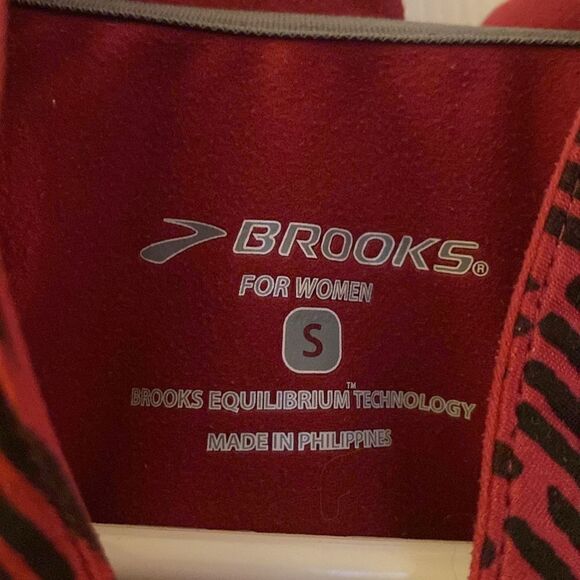 BROOKS®
FOR WOMEN
S
BROOKS EQUILIBRIUM™ TECHNOLOGY
MADE IN PHILIPPINES